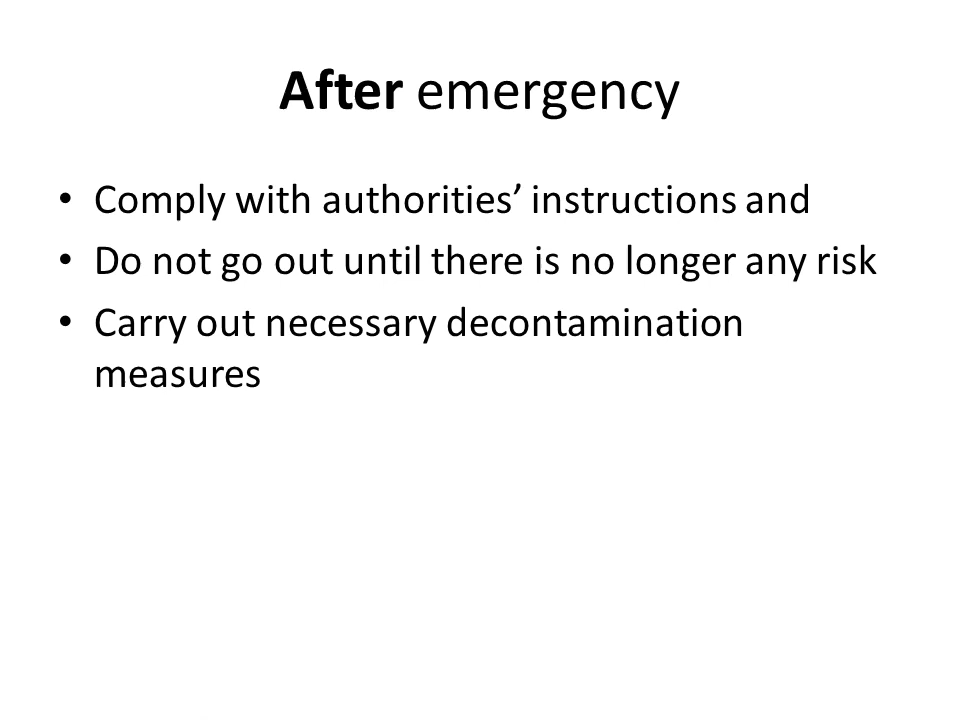 After emergency
• Comply with authorities’ instructions and
• Do not go out until there is no longer any risk
• Carry out necessary decontamination
measures